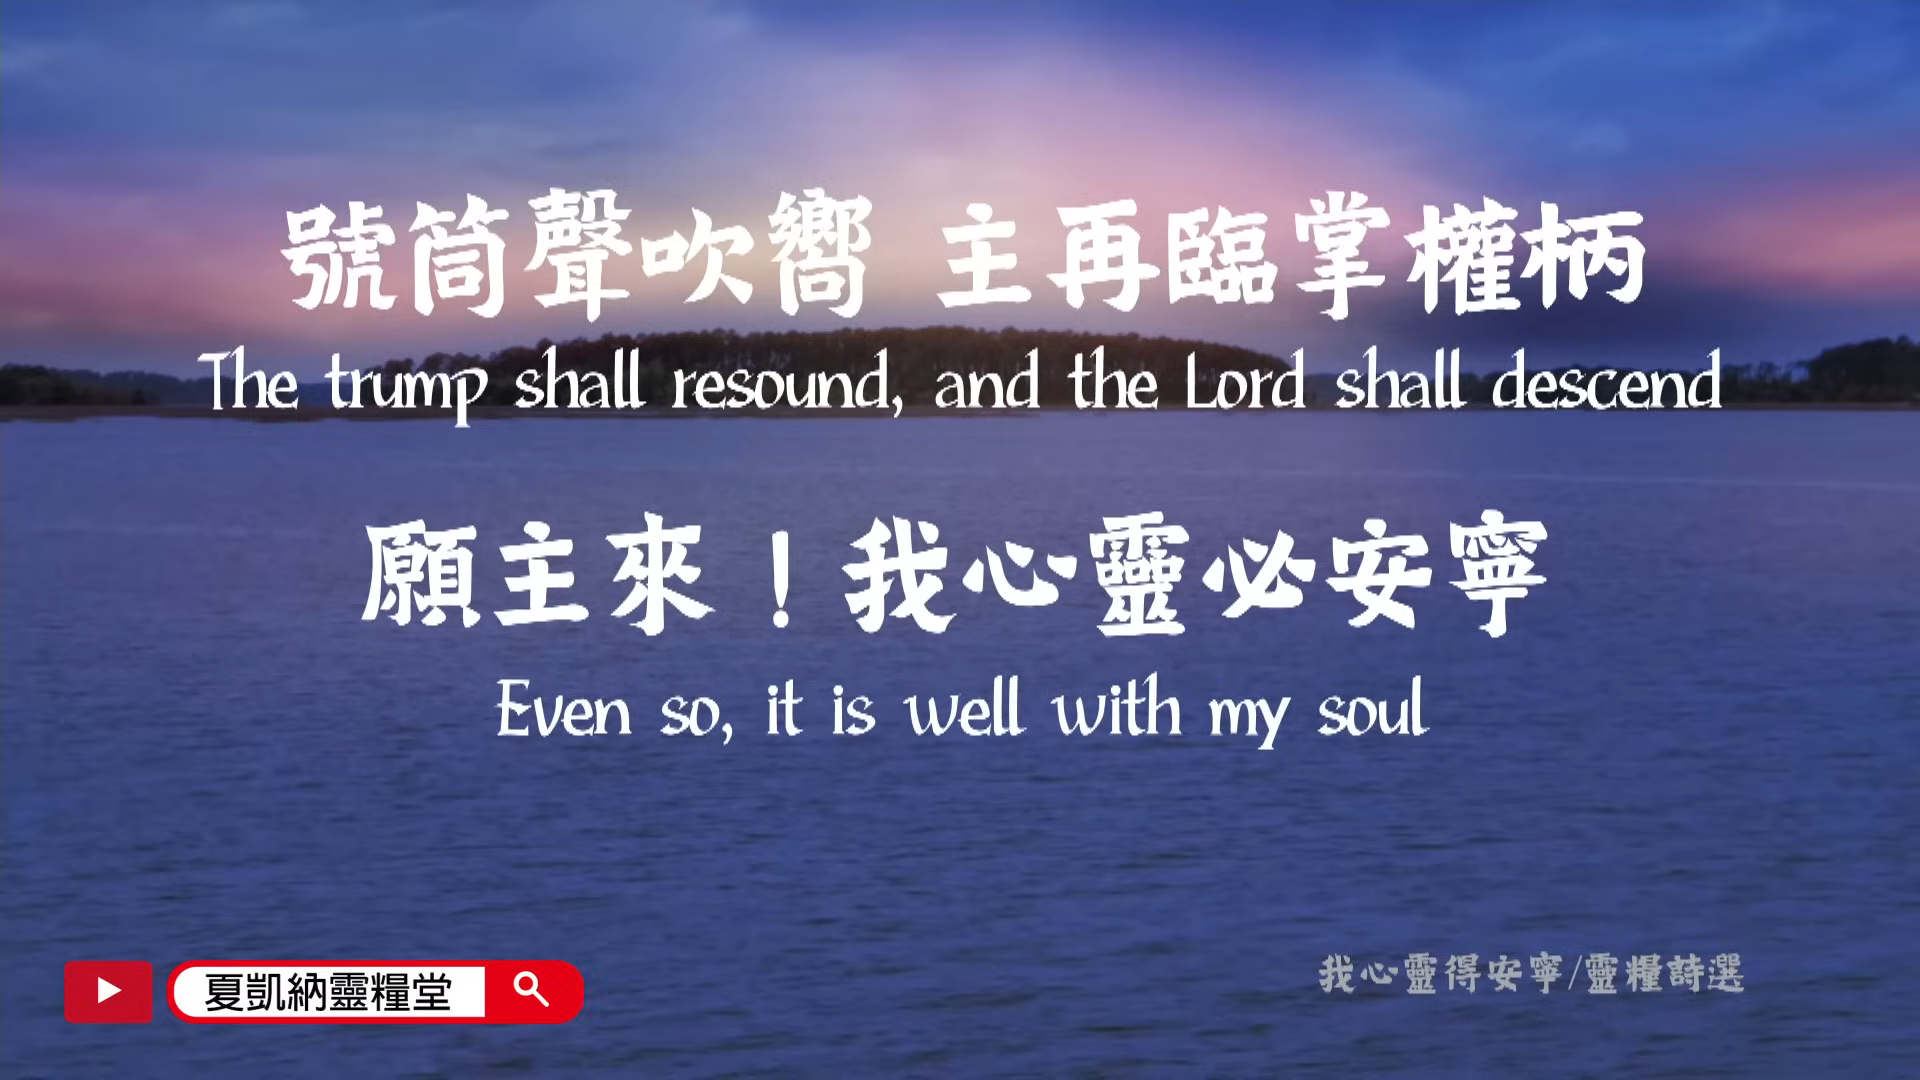 號筒聲吹嚮 主再臨掌權柄
The trump shall resound, and the Lord shall descend
願主來！我心靈必安寧
Even so, it is well with my soul
夏凱納靈糧堂
我心靈得安寧/靈糧詩選